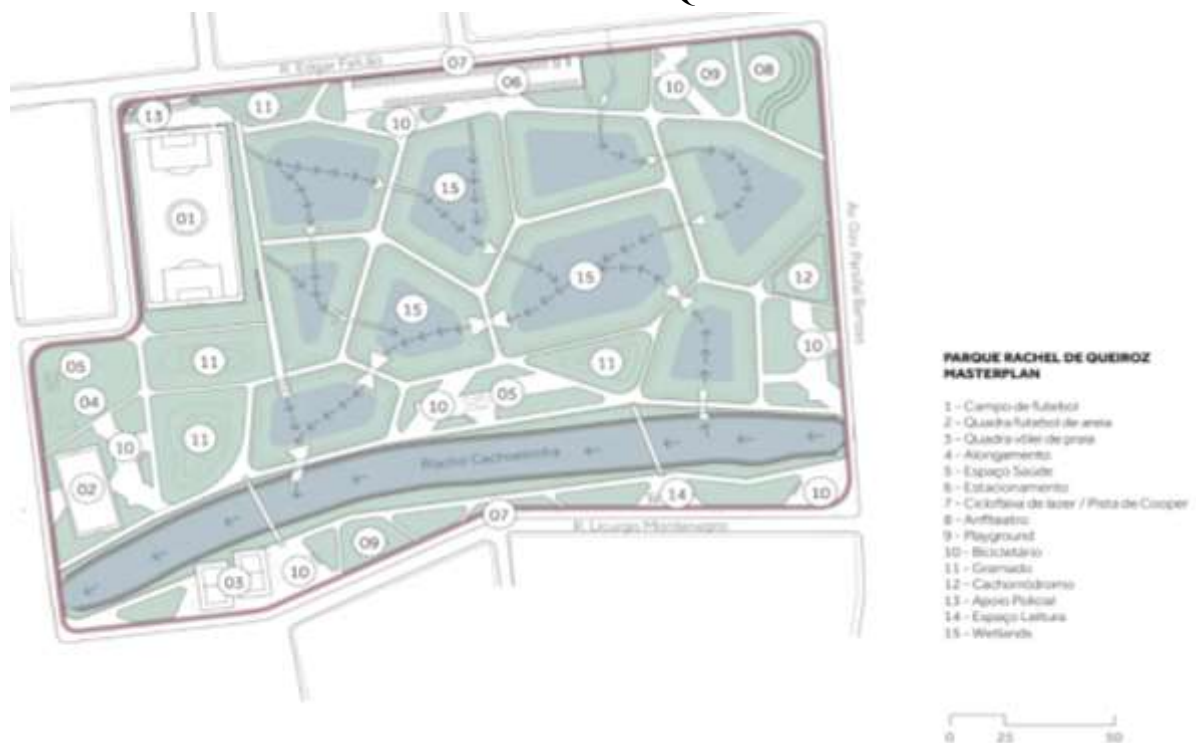 Q
R. Edgar Falcão
07
06
10
09
08
13
11
10
15
01
15
12
15
11
10
05
11
04
10
05
10
11
02
Riacho Cachoeirinha
14
10
07
R. Licurgo Montenegro
09
10
03
PARQUE RACHEL DE QUEIROZ
MASTERPLAN
1 - Campo de futebol
2 - Quadra futebol de areia
3 - Quadra vôlei de praia
4 - Alongamento
5 - Espaço Saúde
6 - Estacionamento
7 - Ciclofaixa de lazer / Pista de Cooper
8 - Anfiteatro
9 - Playground
10 - Bicicletário
11 - Gramado
12 - Cachorródromo
13 - Apoio Policial
14 - Espaço Leitura
15 - Wetlands
0 25 50